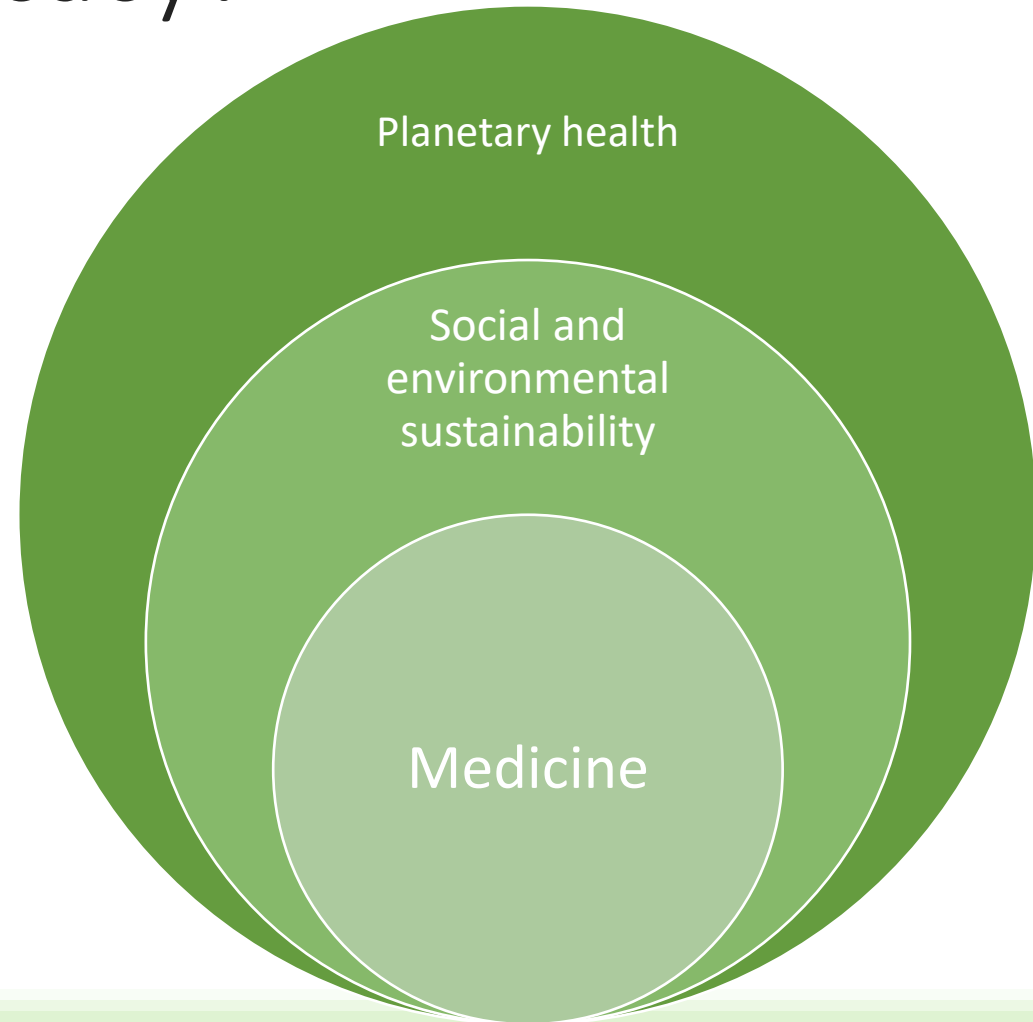 Planetary health
Social and
environmental
sustainability
Medicine